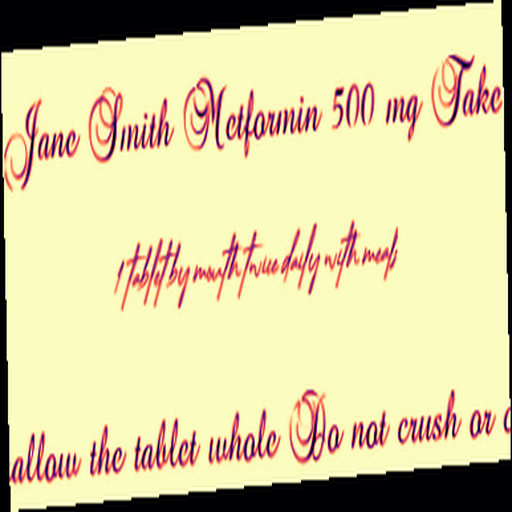 Jane Smith Metformin 500 mg Take
1 tablet by mouth twice daily with meals
allow the tablet whole Do not crush or